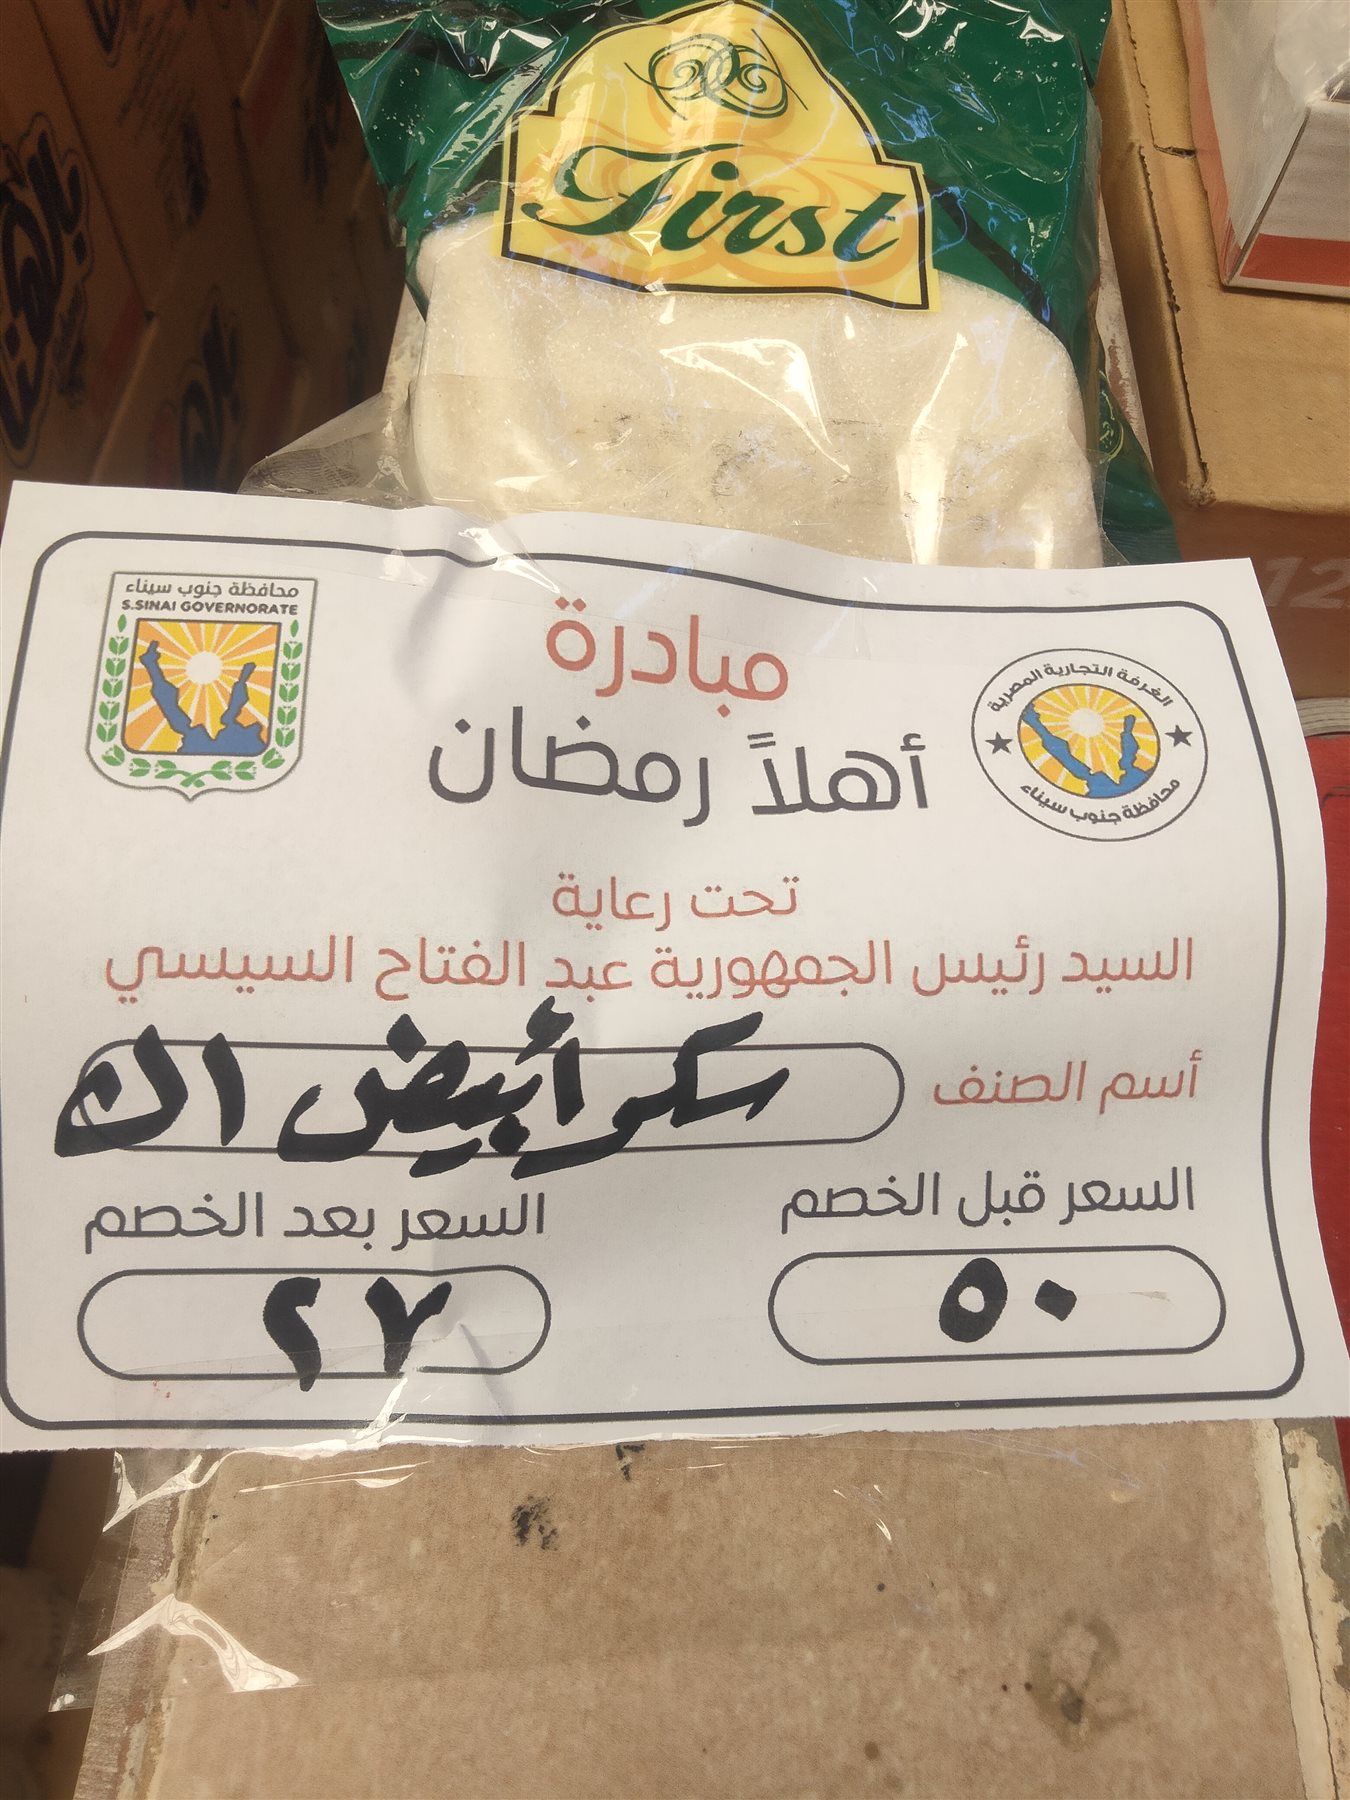 First
محافظة جنوب سيناء
S.SINAI GOVERNORATE
الغرفة التجارية المصرية
محافظة جنوب سيناء
مبادرة
أهلاً رمضان
تحت رعاية
السيد رئيس الجمهورية عبد الفتاح السيسي
أسم الصنف سكر أبيض ١ك
السعر قبل الخصم
٥٠
السعر بعد الخصم
٢٧